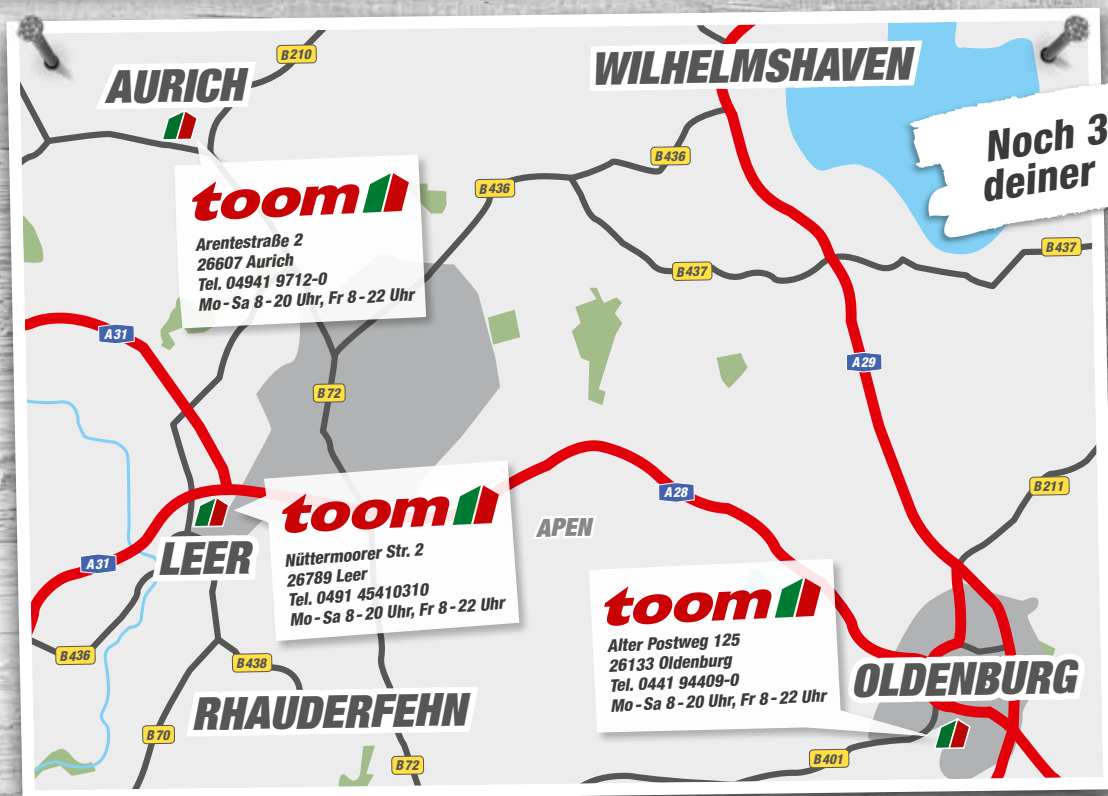 B210
AURICH
WILHELMSHAVEN
Noch 3
deiner
B436
B436
toom
Arentestraße 2
26607 Aurich
Tel. 04941 9712-0
Mo-Sa 8-20 Uhr, Fr 8-22 Uhr
B437
B437
A31
A29
B72
A28
B211
toom
Nüttermoorer Str. 2
26789 Leer
Tel. 0491 45410310
Mo-Sa 8-20 Uhr, Fr 8-22 Uhr
APEN
LEER
A31
toom
Alter Postweg 125
26133 Oldenburg
Tel. 0441 94409-0
Mo-Sa 8-20 Uhr, Fr 8-22 Uhr
OLDENBURG
B436
B438
RHAUDERFEHN
B70
B72
B401